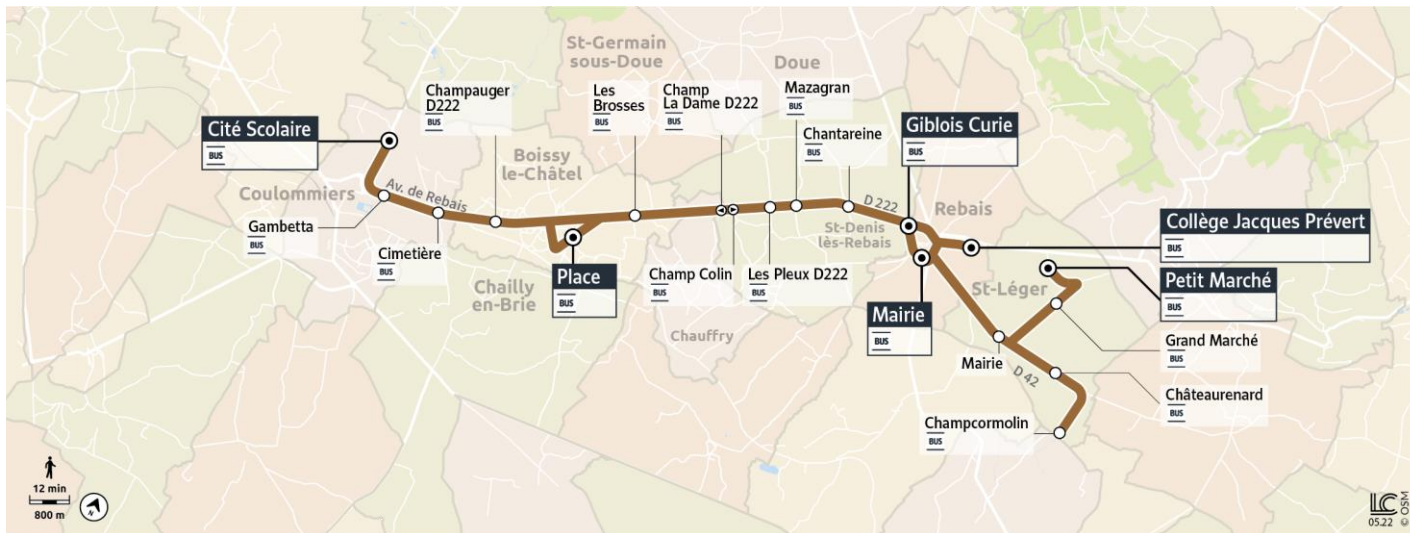 St-Germain
sous-Doue
Doue
Champauger
D222
BUS
Les
Brosses
BUS
Champ
La Dame D222
BUS
Mazagran
BUS
Chantareine
BUS
Giblois Curie
BUS
Cité Scolaire
BUS
Boissy
le-Châtel
Coulommiers
Av. de Rebais
D 222
Rebais
Gambetta
BUS
Cimetière
BUS
St-Denis
lès-Rebais
Collège Jacques Prévert
BUS
Chailly
en-Brie
Place
BUS
Champ Colin
BUS
Les Pleux D222
BUS
St-Léger
Petit Marché
BUS
Mairie
BUS
Chauffry
Grand Marché
BUS
Mairie
D 42
Châteaurenard
BUS
Champcormolin
BUS
12 min
800 m
N
LC
05.22
© OSM